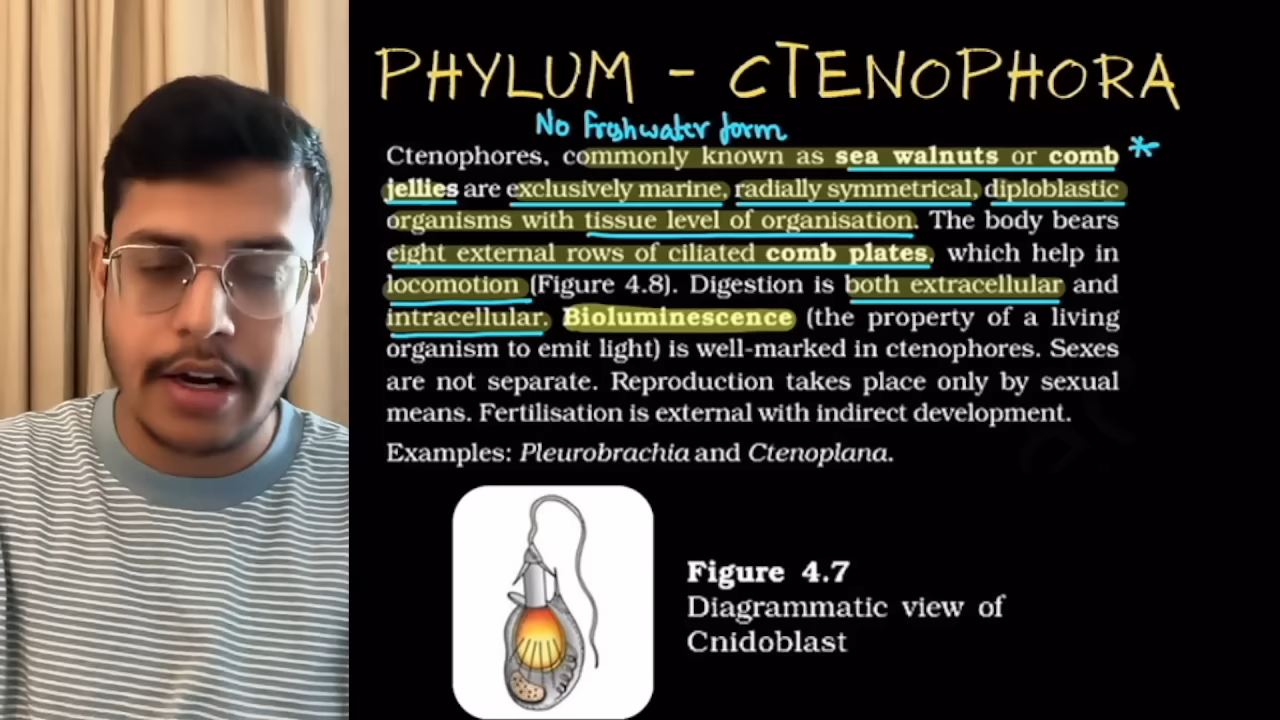 PHYLUM - CTENOPHORA
No freshwater form
Ctenophores, commonly known as sea walnuts or comb *
jellies are exclusively marine, radially symmetrical, diploblastic
organisms with tissue level of organisation. The body bears
eight external rows of ciliated comb plates, which help in
locomotion (Figure 4.8). Digestion is both extracellular and
intracellular. Bioluminescence (the property of a living
organism to emit light) is well-marked in ctenophores. Sexes
are not separate. Reproduction takes place only by sexual
means. Fertilisation is external with indirect development.
Examples: Pleurobrachia and Ctenoplana.
Figure 4.7
Diagrammatic view of
Cnidoblast